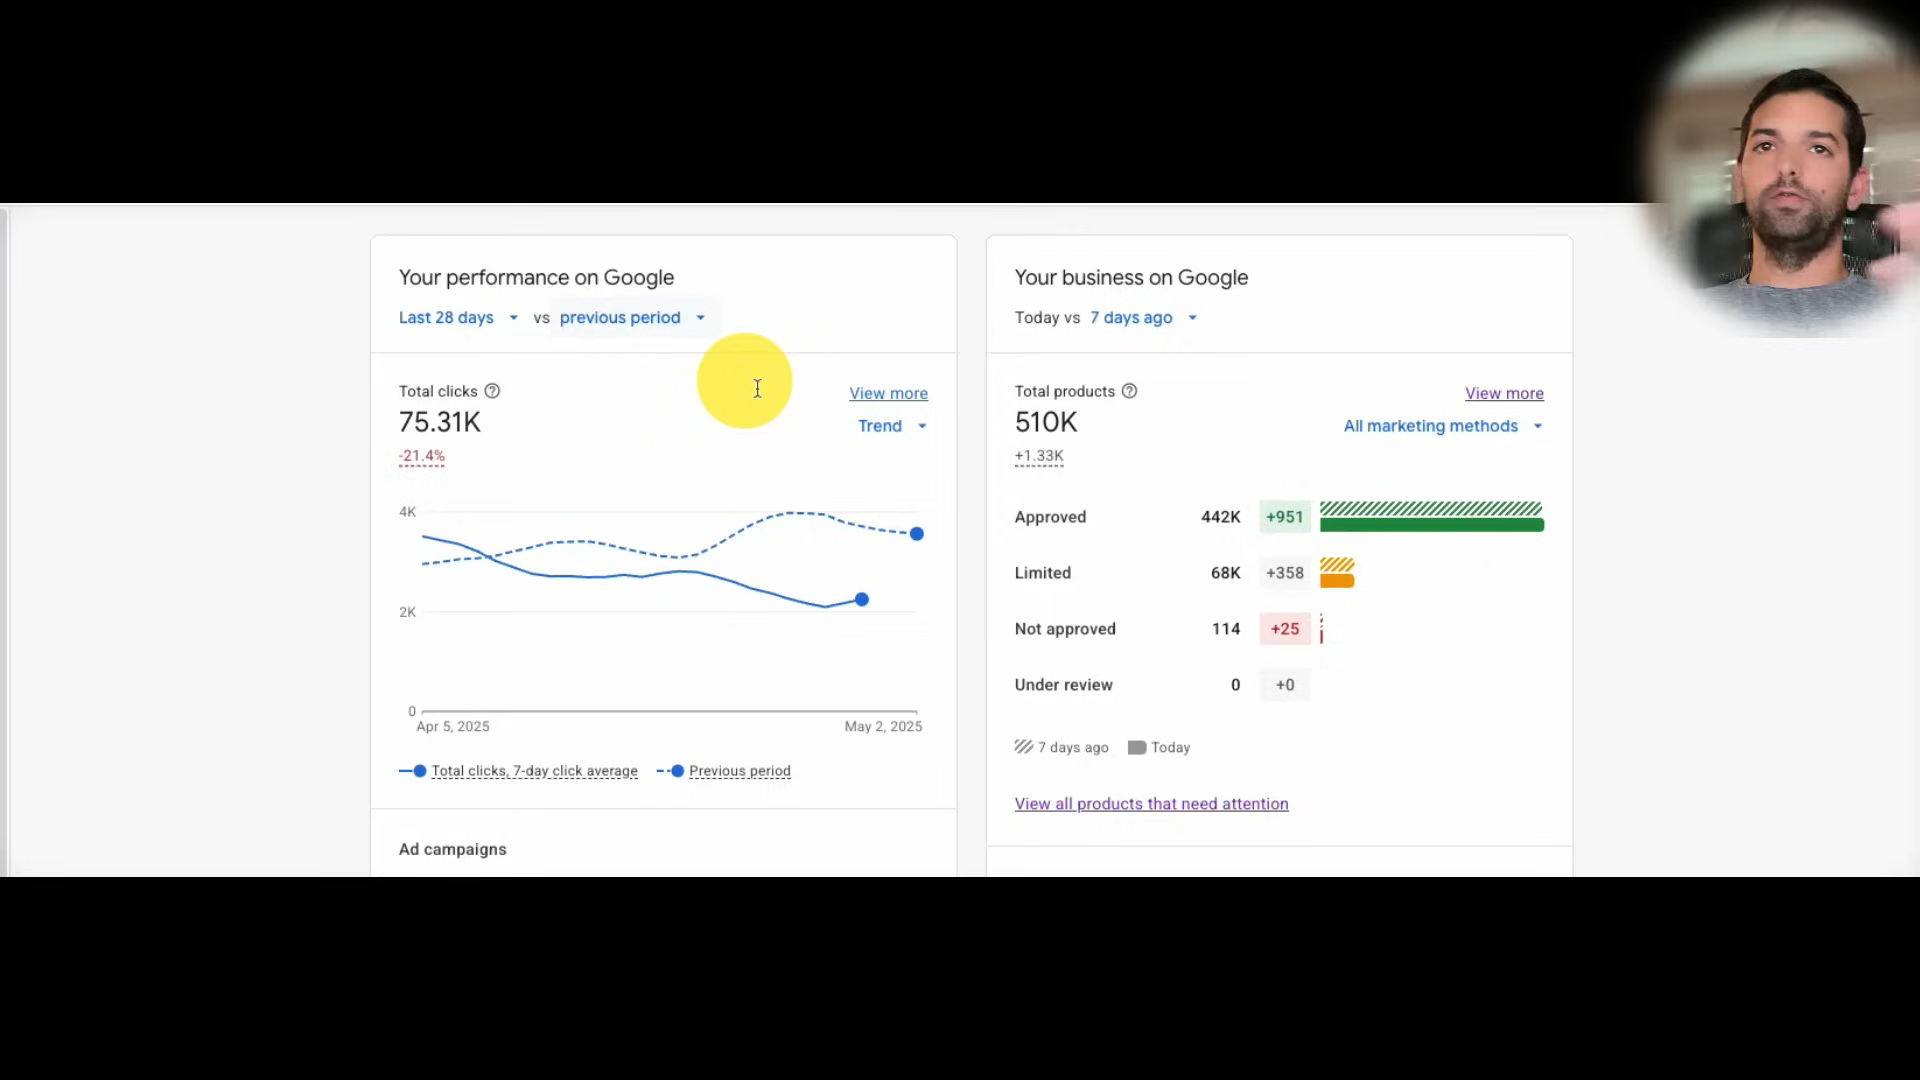 Your performance on Google
Last 28 days vs previous period
Total clicks
View more
75.31K
Trend
-21.4%
4K
2K
0
Apr 5, 2025
May 2, 2025
Total clicks, 7-day click average
Previous period
Ad campaigns
Your business on Google
Today vs 7 days ago
Total products
View more
510K
All marketing methods
+1.33K
Approved 442K +951
Limited 68K +358
Not approved 114 +25
Under review 0 +0
7 days ago Today
View all products that need attention